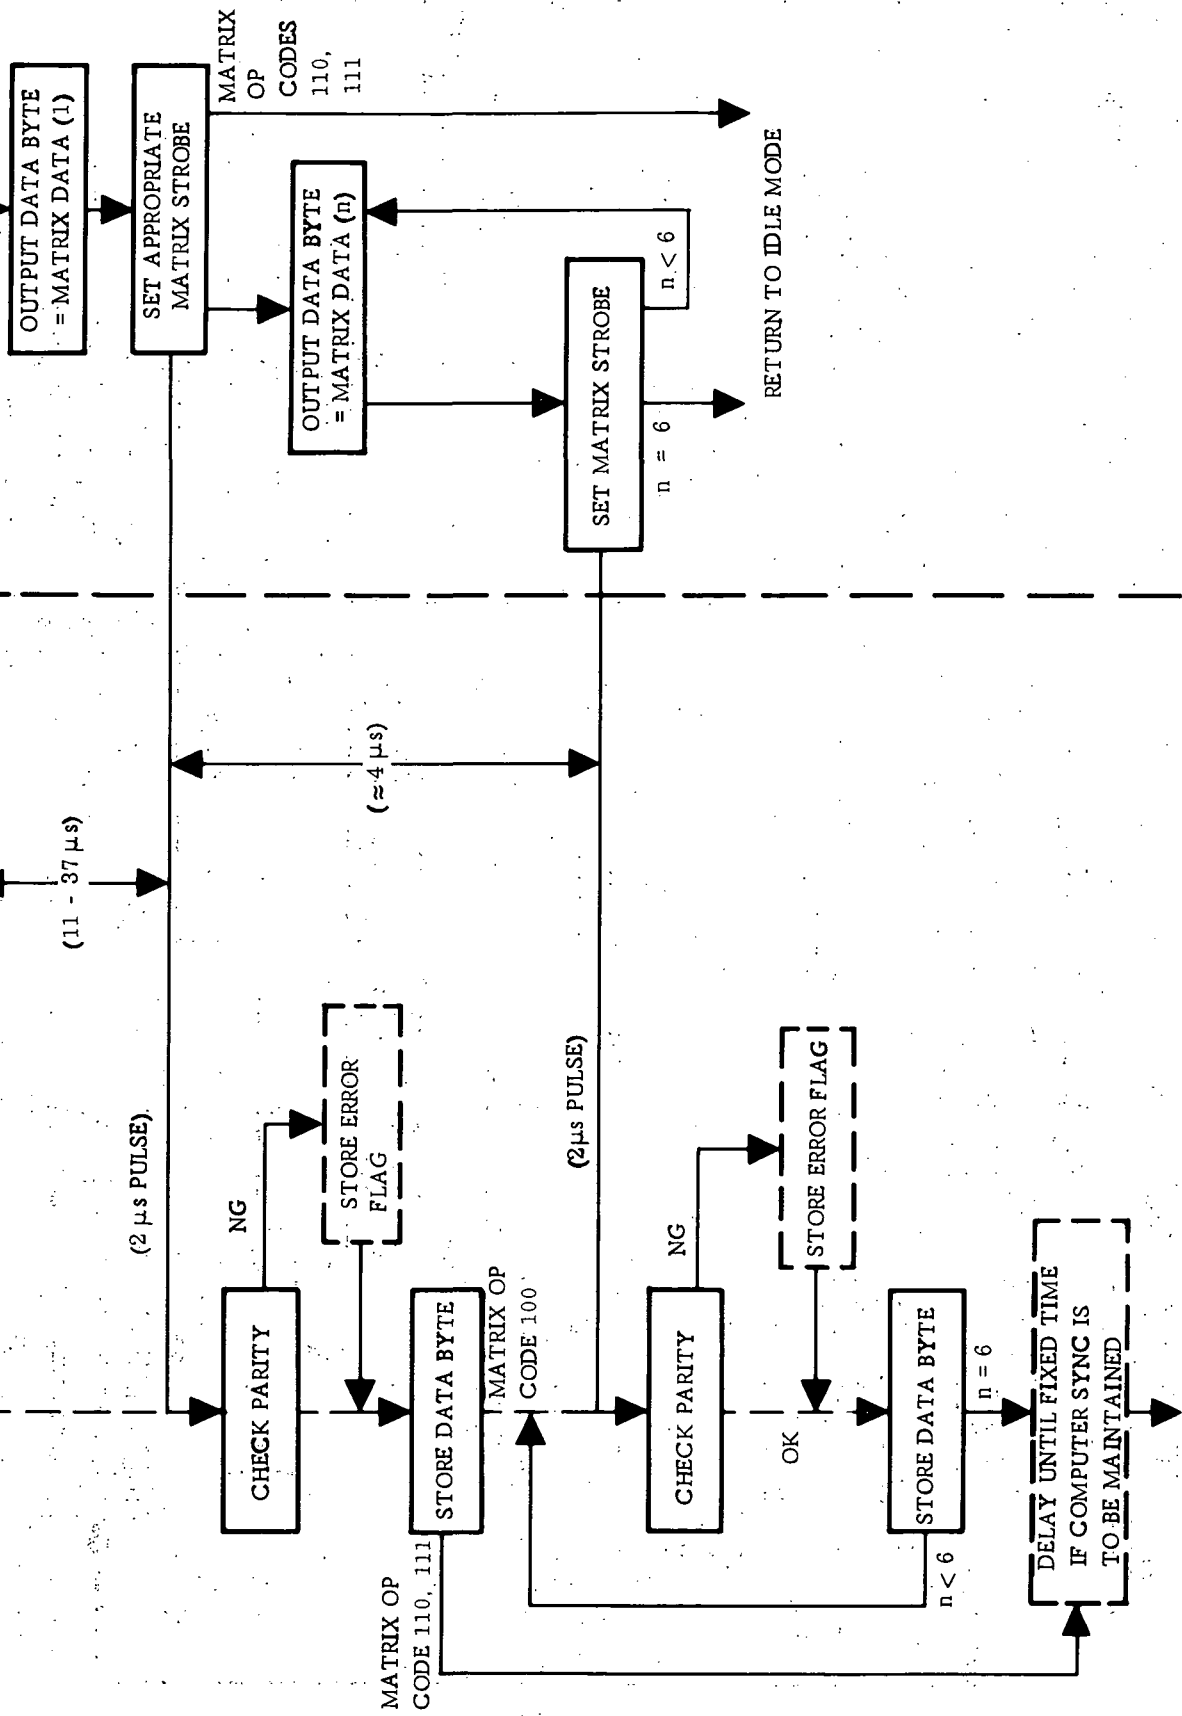 OUTPUT DATA BYTE
= MATRIX DATA (1)
SET APPROPRIATE
MATRIX STROBE
MATRIX
OP
CODES
110,
111
OUTPUT DATA BYTE
= MATRIX DATA (n)
SET MATRIX STROBE
n < 6
n = 6
RETURN TO IDLE MODE
(11 - 37 μs)
(≈ 4 μs)
(2 μs PULSE)
CHECK PARITY
NG
STORE ERROR
FLAG
STORE DATA BYTE
MATRIX OP
CODE 110, 111
MATRIX OP
CODE 100
(2μs PULSE)
CHECK PARITY
NG
STORE ERROR FLAG
OK
STORE DATA BYTE
n < 6
n = 6
DELAY UNTIL FIXED TIME
IF COMPUTER SYNC IS
TO BE MAINTAINED